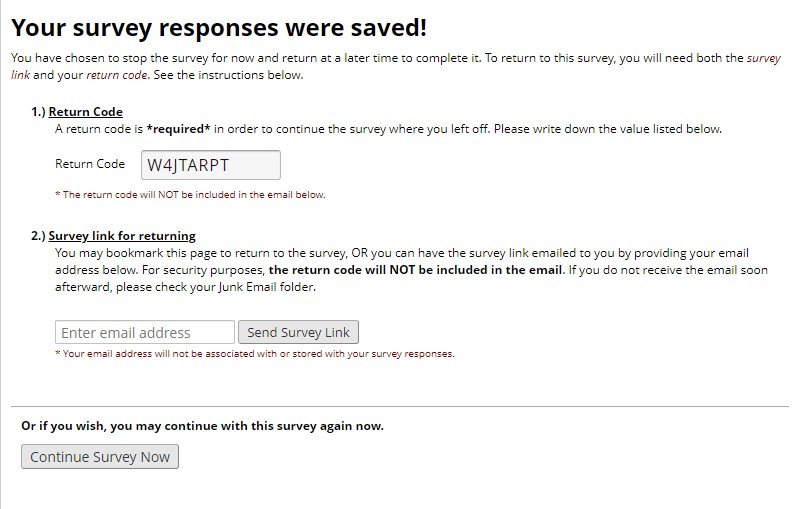 Your survey responses were saved!
You have chosen to stop the survey for now and return at a later time to complete it. To return to this survey, you will need both the survey
link and your return code. See the instructions below.
1.) Return Code
A return code is *required* in order to continue the survey where you left off. Please write down the value listed below.
Return Code W4JTARPT
* The return code will NOT be included in the email below.
2.) Survey link for returning
You may bookmark this page to return to the survey, OR you can have the survey link emailed to you by providing your email
address below. For security purposes, the return code will NOT be included in the email. If you do not receive the email soon
afterward, please check your Junk Email folder.
Enter email address Send Survey Link
* Your email address will not be associated with or stored with your survey responses.
Or if you wish, you may continue with this survey again now.
Continue Survey Now